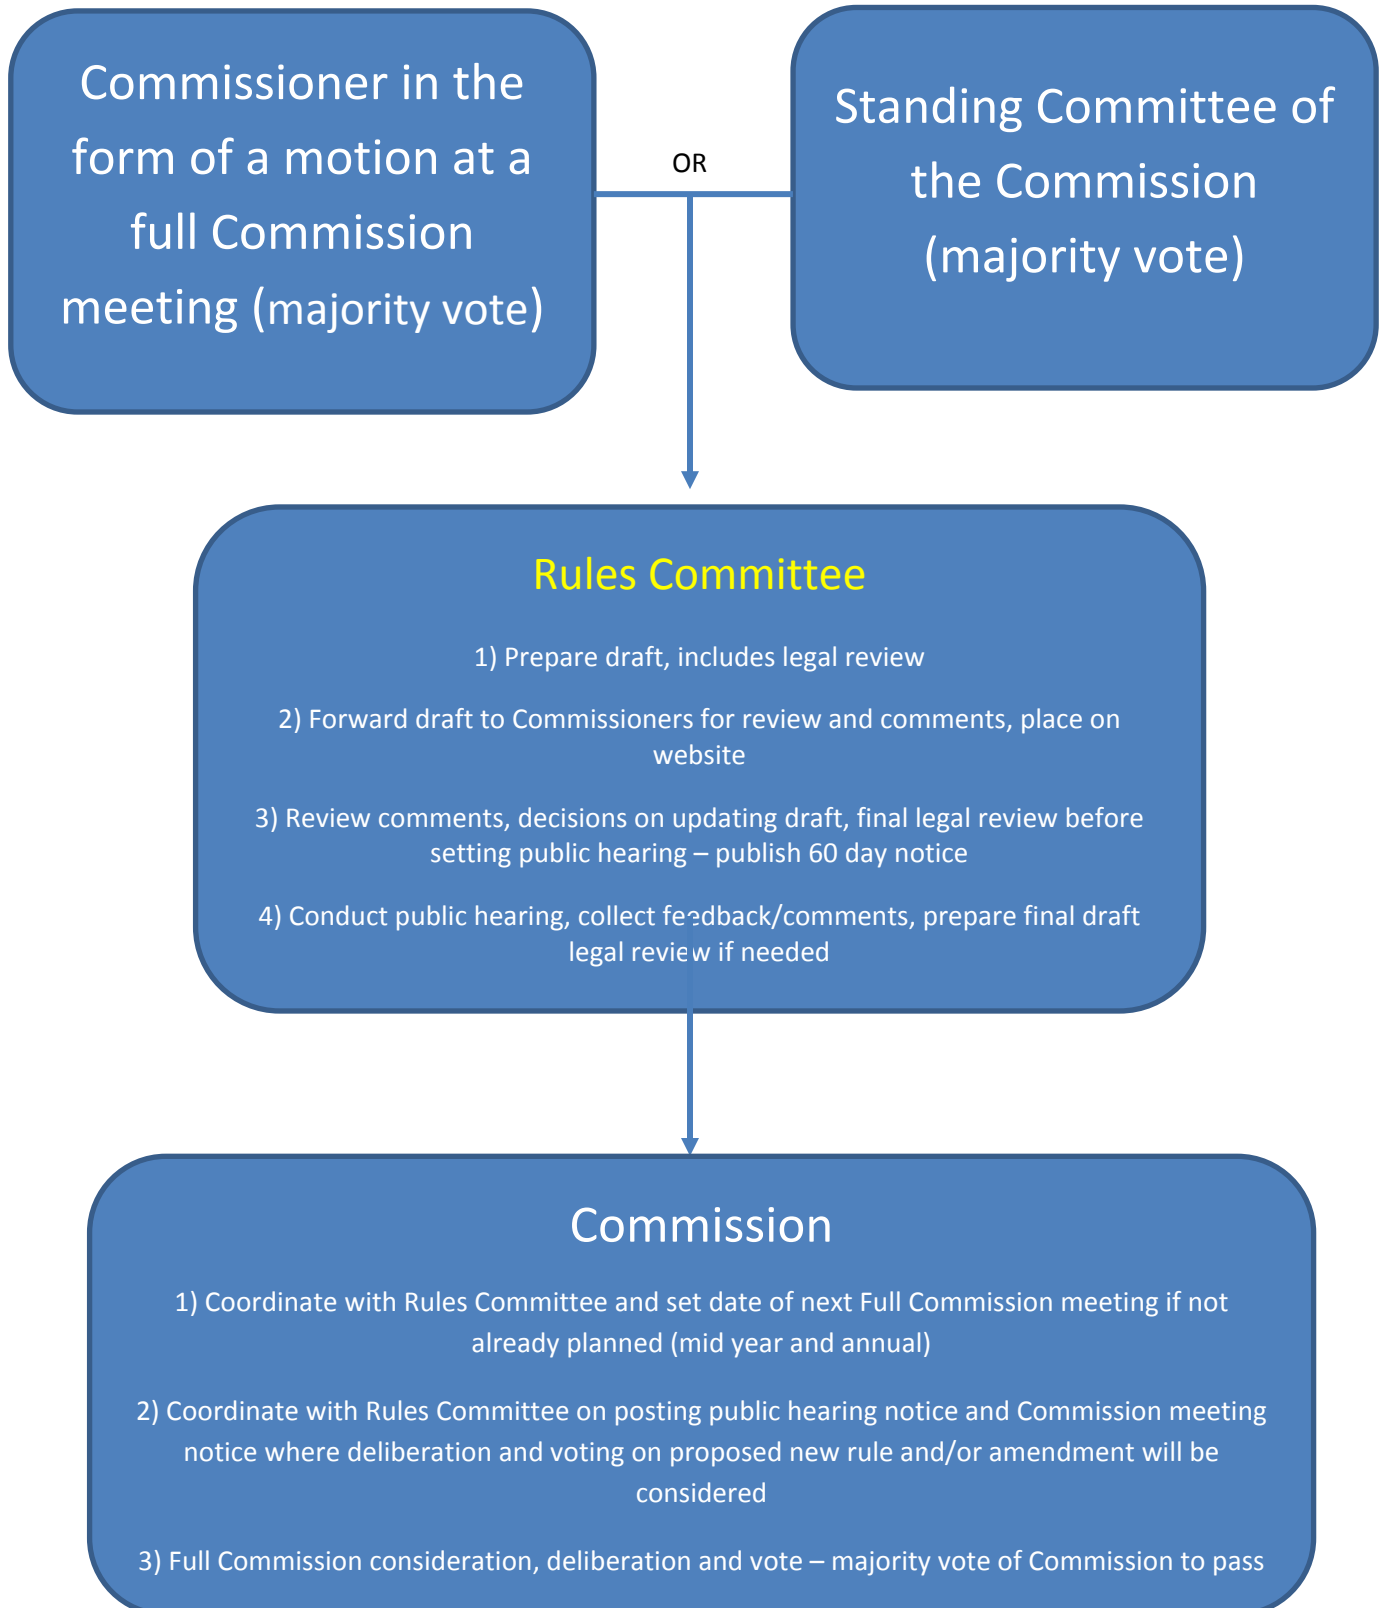 Commissioner in the
form of a motion at a
full Commission
meeting (majority vote)
OR
Standing Committee of
the Commission
(majority vote)
Rules Committee
1) Prepare draft, includes legal review
2) Forward draft to Commissioners for review and comments, place on
website
3) Review comments, decisions on updating draft, final legal review before
setting public hearing – publish 60 day notice
4) Conduct public hearing, collect feedback/comments, prepare final draft
legal review if needed
Commission
1) Coordinate with Rules Committee and set date of next Full Commission meeting if not
already planned (mid year and annual)
2) Coordinate with Rules Committee on posting public hearing notice and Commission meeting
notice where deliberation and voting on proposed new rule and/or amendment will be
considered
3) Full Commission consideration, deliberation and vote – majority vote of Commission to pass